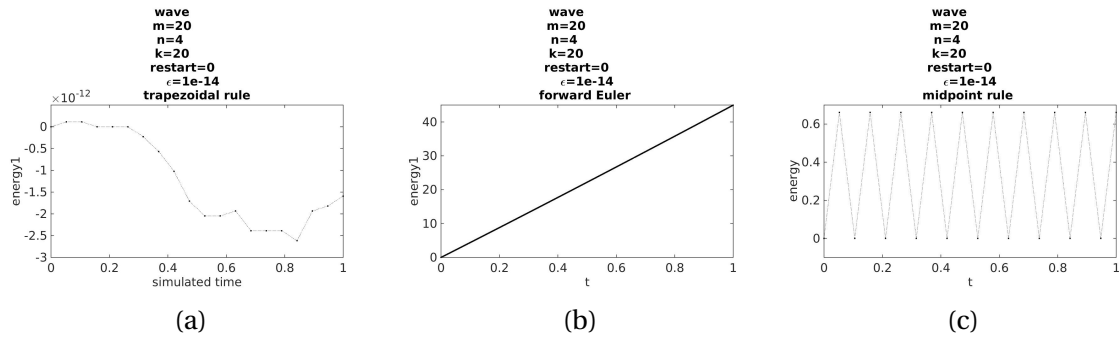 wave
m=20
n=4
k=20
restart=0
ϵ=1e-14
trapezoidal rule
×10⁻¹²
0
-0.5
-1
-1.5
-2
-2.5
-3
energy1
0 0.2 0.4 0.6 0.8 1
simulated time
(a)
wave
m=20
n=4
k=20
restart=0
ϵ=1e-14
forward Euler
40
30
20
10
0
energy1
0 0.2 0.4 0.6 0.8 1
t
(b)
wave
m=20
n=4
k=20
restart=0
ϵ=1e-14
midpoint rule
0.6
0.4
0.2
0
energy
0 0.2 0.4 0.6 0.8 1
t
(c)